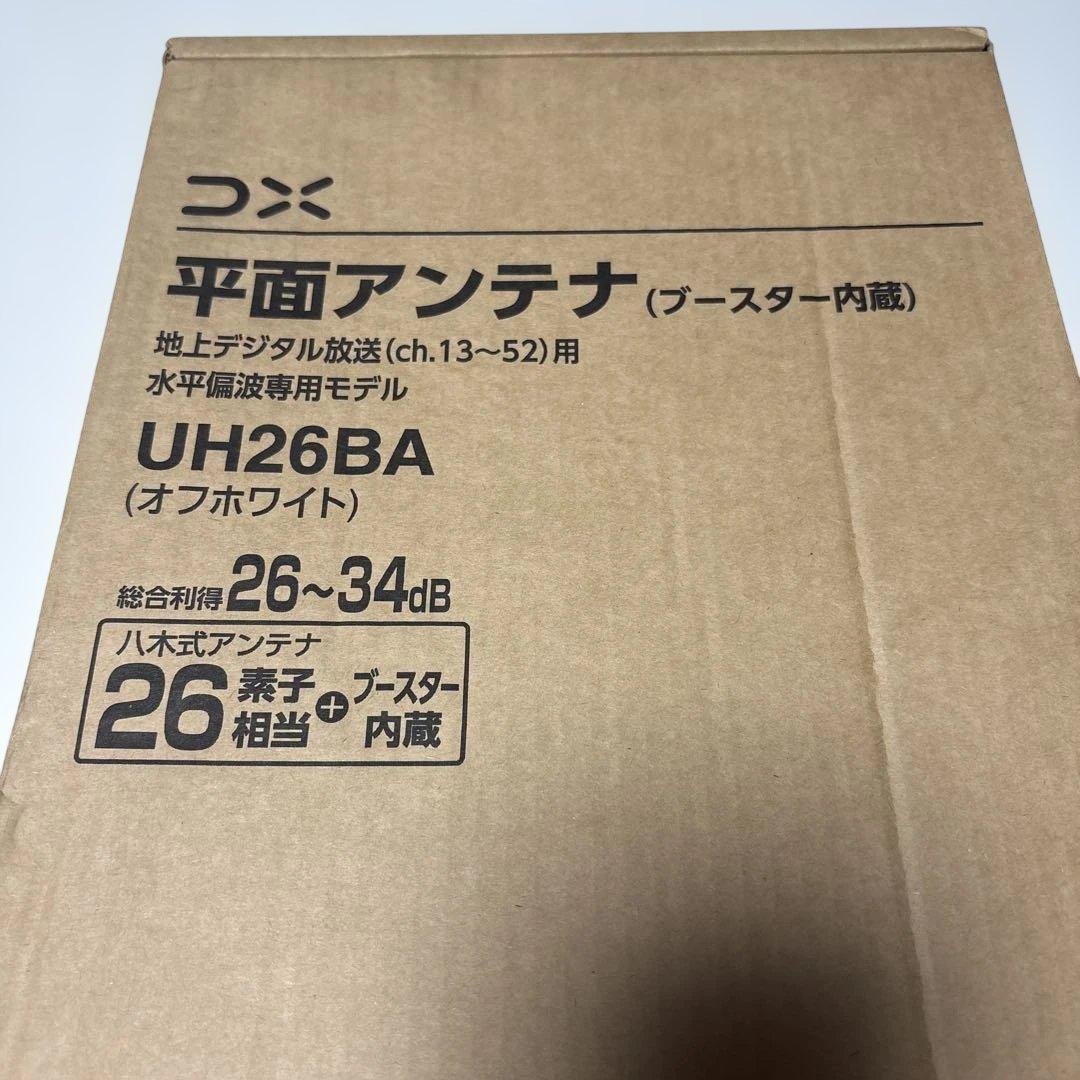 DX
平面アンテナ(ブースター内蔵)
地上デジタル放送(ch.13〜52)用
水平偏波専用モデル
UH26BA
(オフホワイト)
総合利得26〜34dB
八木式アンテナ
26素子相当+ブースター内蔵